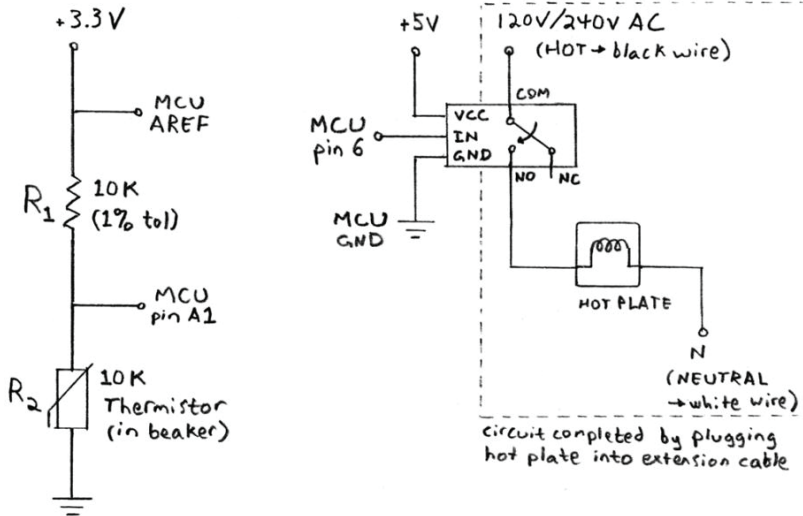 +3.3V
MCU
AREF
R1
10K
(1% tol)
MCU
pin A1
R2
10K
Thermistor
(in beaker)
+5V
120V/240V AC
(HOT→black wire)
COM
VCC
IN
GND
MCU
pin 6
NO
NC
MCU
GND
HOT PLATE
N
(NEUTRAL
→white wire)
circuit completed by plugging
hot plate into extension cable